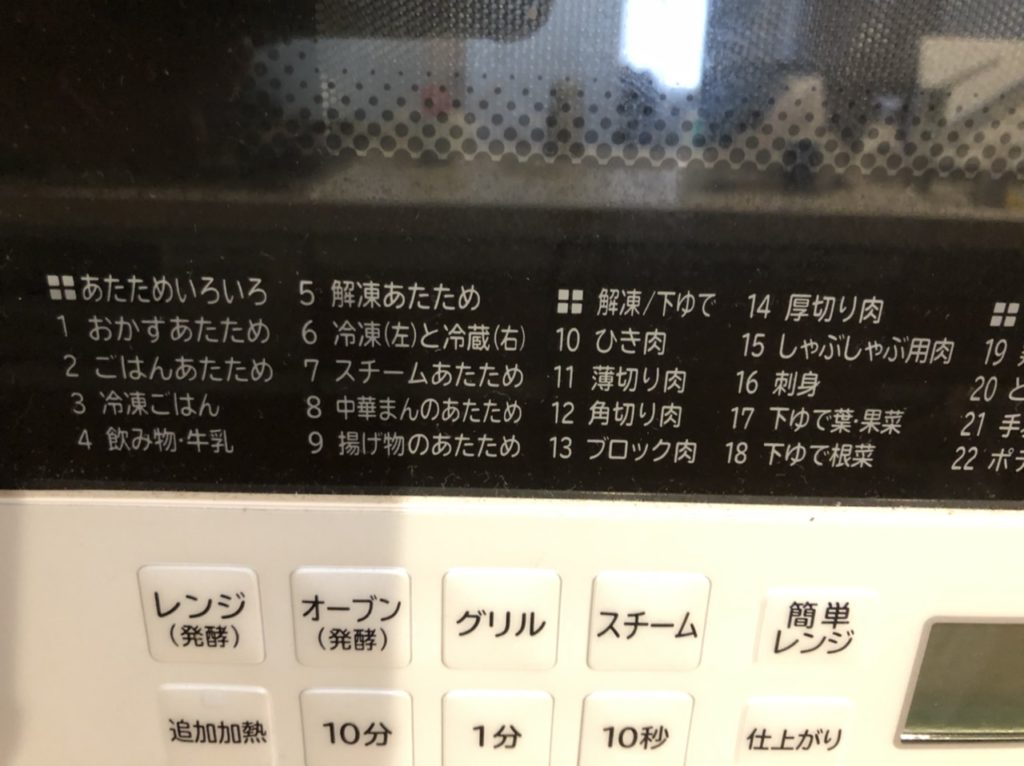 あたためいろいろ
1 おかずあたため
2 ごはんあたため
3 冷凍ごはん
4 飲み物・牛乳
5 解凍あたため
6 冷凍(左)と冷蔵(右)
7 スチームあたため
8 中華まんのあたため
9 揚げ物のあたため
解凍/下ゆで
10 ひき肉
11 薄切り肉
12 角切り肉
13 ブロック肉
14 厚切り肉
15 しゃぶしゃぶ用肉
16 刺身
17 下ゆで葉・果菜
18 下ゆで根菜
19
20 と
21 手
22 ポテ
レンジ
(発酵)
オーブン
(発酵)
グリル
スチーム
簡単
レンジ
追加加熱
10分
1分
10秒
仕上がり